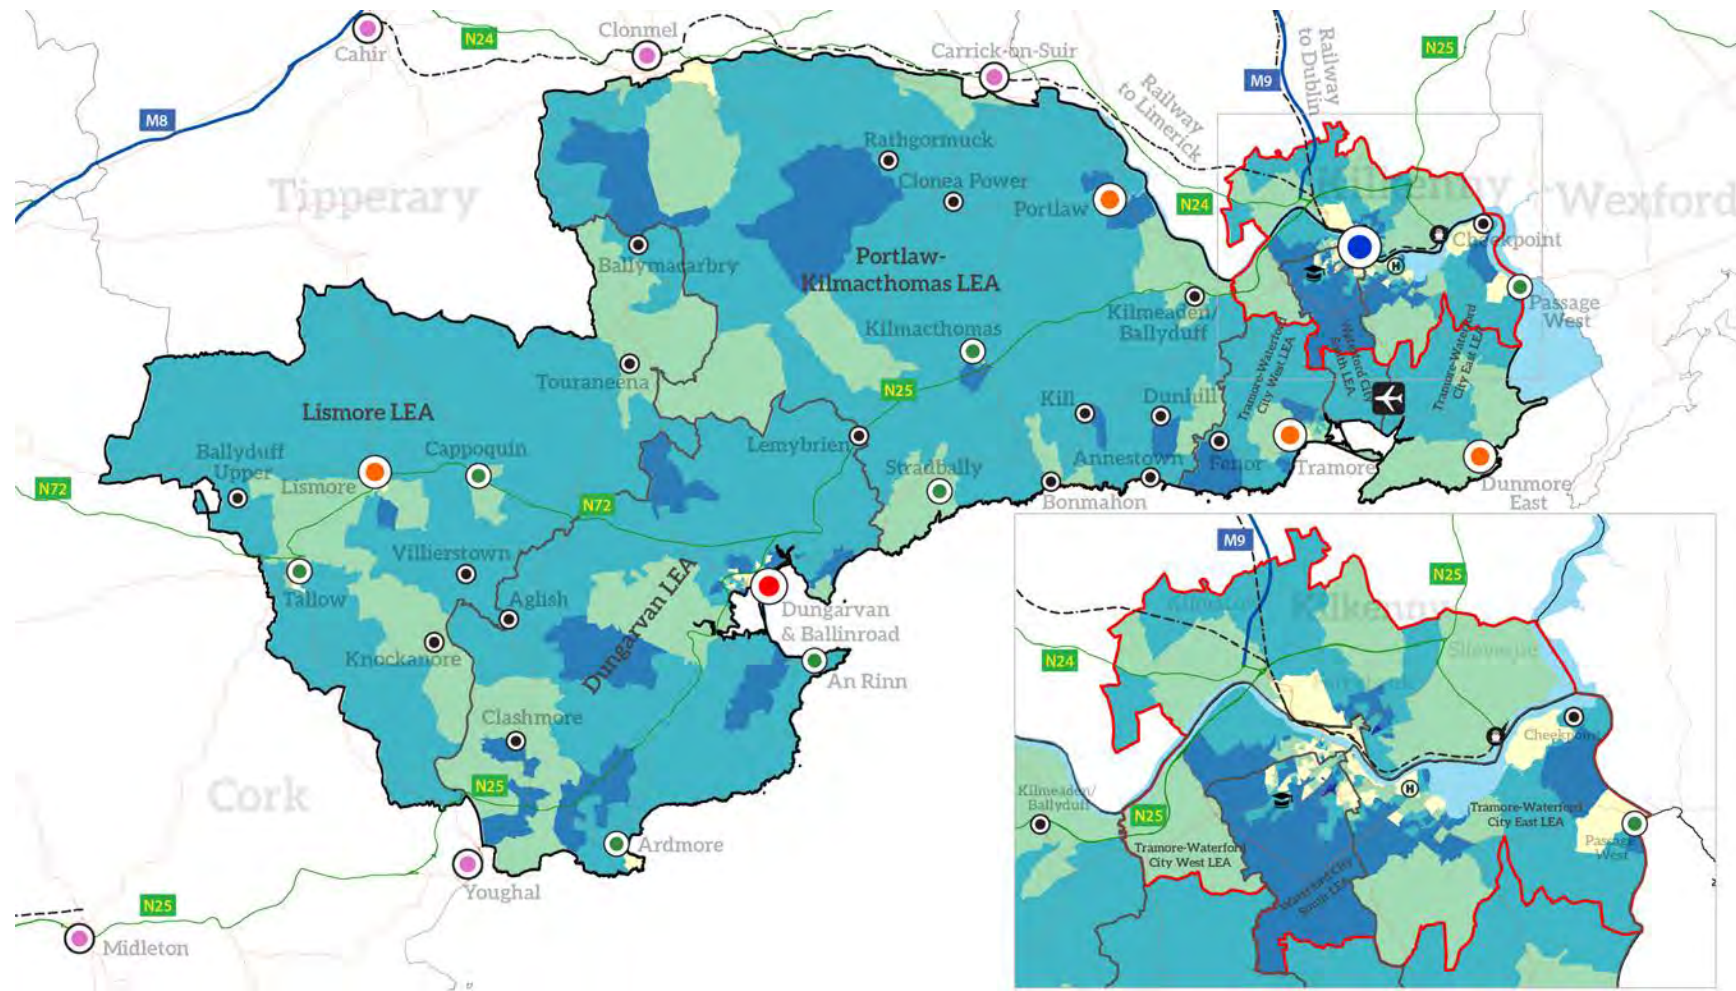 Cahir
N24
Clonmel
Carrick-on-Suir
Railway
to Limerick
M9
Railway
to Dublin
N25
M8
Tipperary
Rathgormuck
Clonea Power
Portlaw
N24
Kilkenny
Wexford
Cheekpoint
Ballymacarbry
Portlaw-
Kilmacthomas LEA
Passage
West
Kilmeaden/
Ballyduff
Kilmacthomas
Touraneena
N25
Tramore-Waterford
City West LEA
Waterford City
South LEA
Tramore-Waterford
City East LEA
H
Lismore LEA
Kill
Dunhill
Lemybrien
Ballyduff
Upper
Cappoquin
Lismore
Stradbally
Annestown
Fenor
Tramore
Bonmahon
Dunmore
East
N72
N72
Villierstown
Tallow
Aglish
Dungarvan LEA
Dungarvan
& Ballinroad
Knockanore
An Rinn
Clashmore
N25
Cork
Ardmore
Youghal
N25
Midleton
M9
N25
Kilkenny
N24
Slieverue
Cheekpoint
Kilmeaden/
Ballyduff
N25
H
Tramore-Waterford
City East LEA
Tramore-Waterford
City West LEA
Passage
West
Waterford City
South LEA